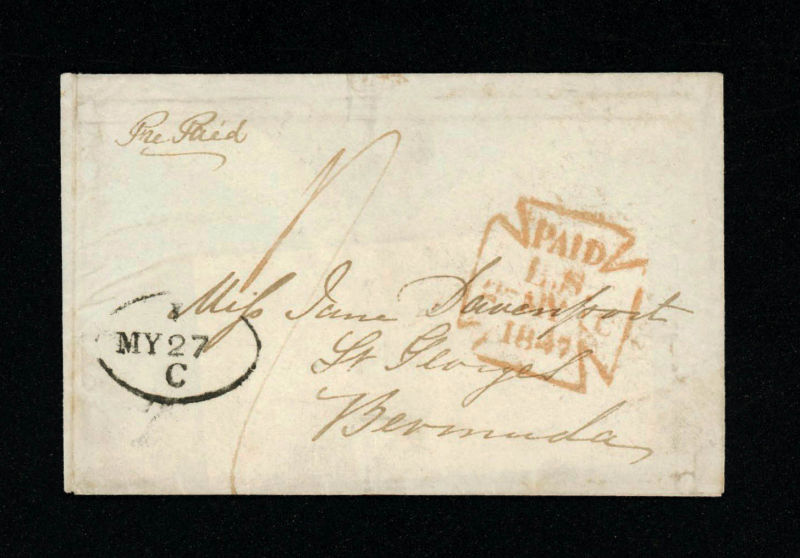 Pre Paid
PAID
1847
Miss Jane Davenport
St Georges
Bermuda
MY 27
C